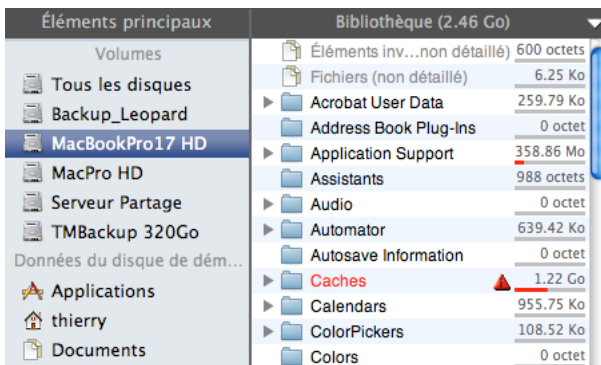 Éléments principaux
Volumes
Tous les disques
Backup_Leopard
MacBookPro17 HD
MacPro HD
Serveur Partage
TMBackup 320Go
Données du disque de dém...
Applications
thierry
Documents
Bibliothèque (2.46 Go)
Éléments inv...non détaillé) 600 octets
Fichiers (non détaillé) 6.25 Ko
Acrobat User Data 259.79 Ko
Address Book Plug-Ins 0 octet
Application Support 358.86 Mo
Assistants 988 octets
Audio 0 octet
Automator 639.42 Ko
Autosave Information 0 octet
Caches 1.22 Go
Calendars 955.75 Ko
ColorPickers 108.52 Ko
Colors 0 octet